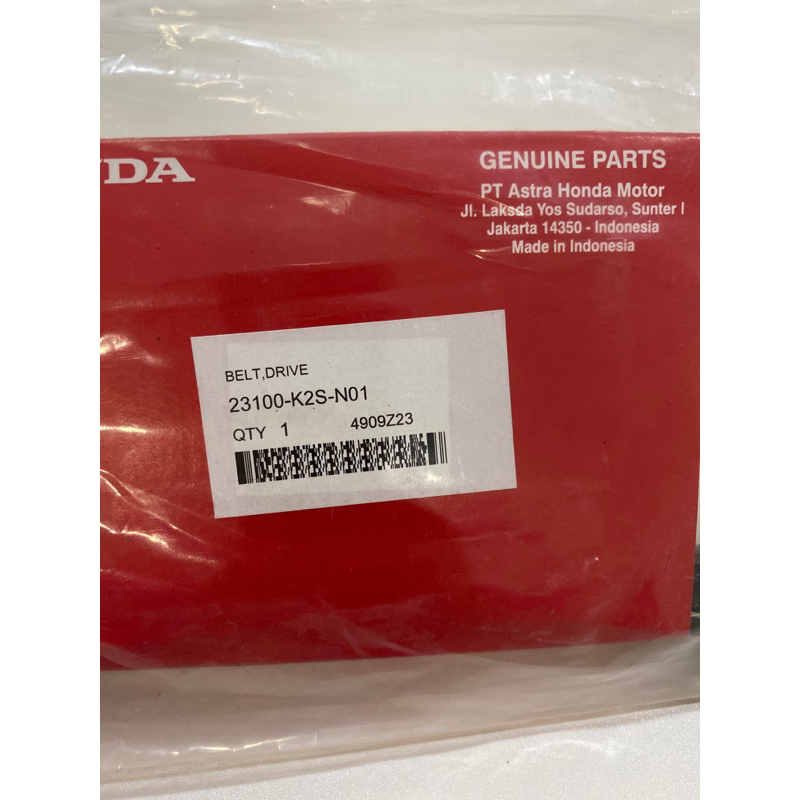 NDA
GENUINE PARTS
PT Astra Honda Motor
Jl. Laksda Yos Sudarso, Sunter I
Jakarta 14350 - Indonesia
Made in Indonesia
BELT,DRIVE
23100-K2S-N01
QTY 1 4909Z23